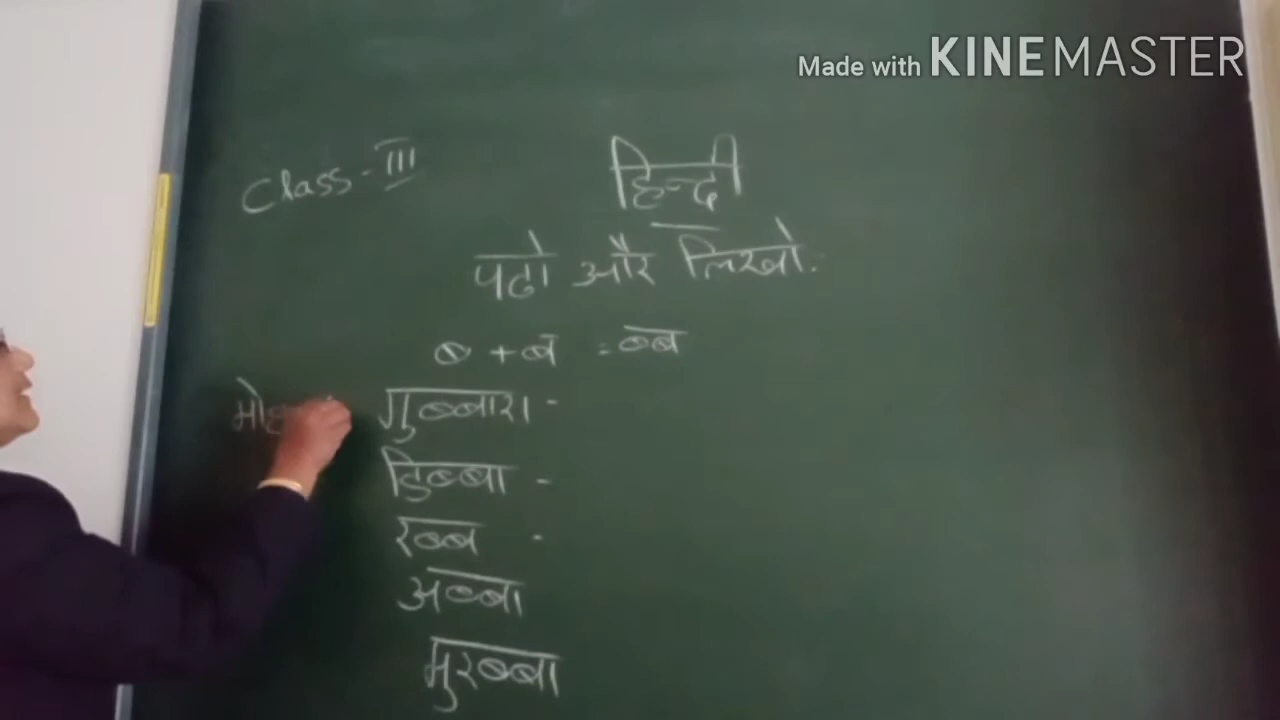 Made with KINEMASTER
Class - III
हिन्दी
पढो और लिखो.
ब् + ब = ब्ब
गुब्बारा -
डिब्बा -
रब्ब -
अब्बा
मुरब्बा